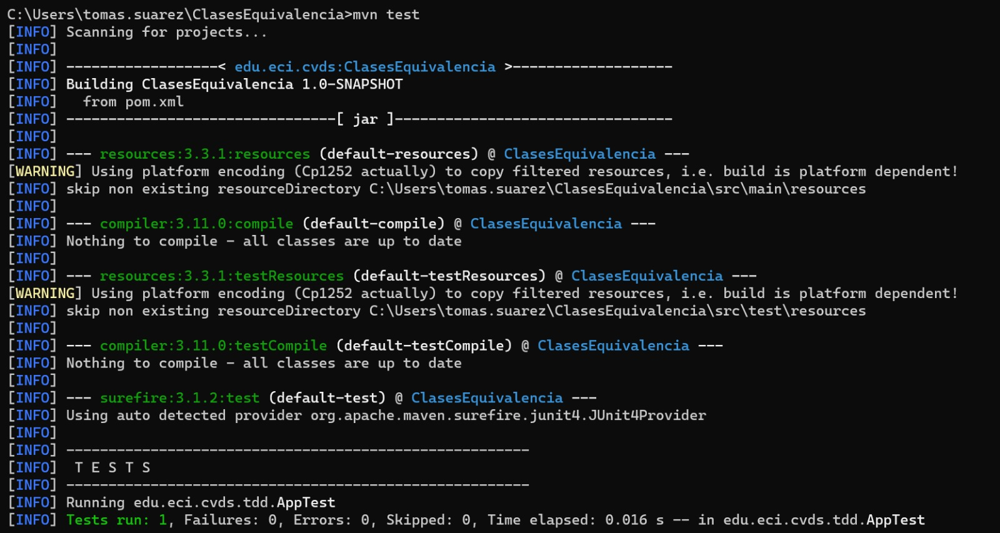 C:\Users\tomas.suarez\ClasesEquivalencia>mvn test
[INFO] Scanning for projects...
[INFO]
[INFO] ------------------< edu.eci.cvds:ClasesEquivalencia >-------------------
[INFO] Building ClasesEquivalencia 1.0-SNAPSHOT
[INFO]   from pom.xml
[INFO] --------------------------------[ jar ]---------------------------------
[INFO]
[INFO] --- resources:3.3.1:resources (default-resources) @ ClasesEquivalencia ---
[WARNING] Using platform encoding (Cp1252 actually) to copy filtered resources, i.e. build is platform dependent!
[INFO] skip non existing resourceDirectory C:\Users\tomas.suarez\ClasesEquivalencia\src\main\resources
[INFO]
[INFO] --- compiler:3.11.0:compile (default-compile) @ ClasesEquivalencia ---
[INFO] Nothing to compile - all classes are up to date
[INFO]
[INFO] --- resources:3.3.1:testResources (default-testResources) @ ClasesEquivalencia ---
[WARNING] Using platform encoding (Cp1252 actually) to copy filtered resources, i.e. build is platform dependent!
[INFO] skip non existing resourceDirectory C:\Users\tomas.suarez\ClasesEquivalencia\src\test\resources
[INFO]
[INFO] --- compiler:3.11.0:testCompile (default-testCompile) @ ClasesEquivalencia ---
[INFO] Nothing to compile - all classes are up to date
[INFO]
[INFO] --- surefire:3.1.2:test (default-test) @ ClasesEquivalencia ---
[INFO] Using auto detected provider org.apache.maven.surefire.junit4.JUnit4Provider
[INFO]
[INFO] -------------------------------------------------------
[INFO]  T E S T S
[INFO] -------------------------------------------------------
[INFO] Running edu.eci.cvds.tdd.AppTest
[INFO] Tests run: 1, Failures: 0, Errors: 0, Skipped: 0, Time elapsed: 0.016 s -- in edu.eci.cvds.tdd.AppTest